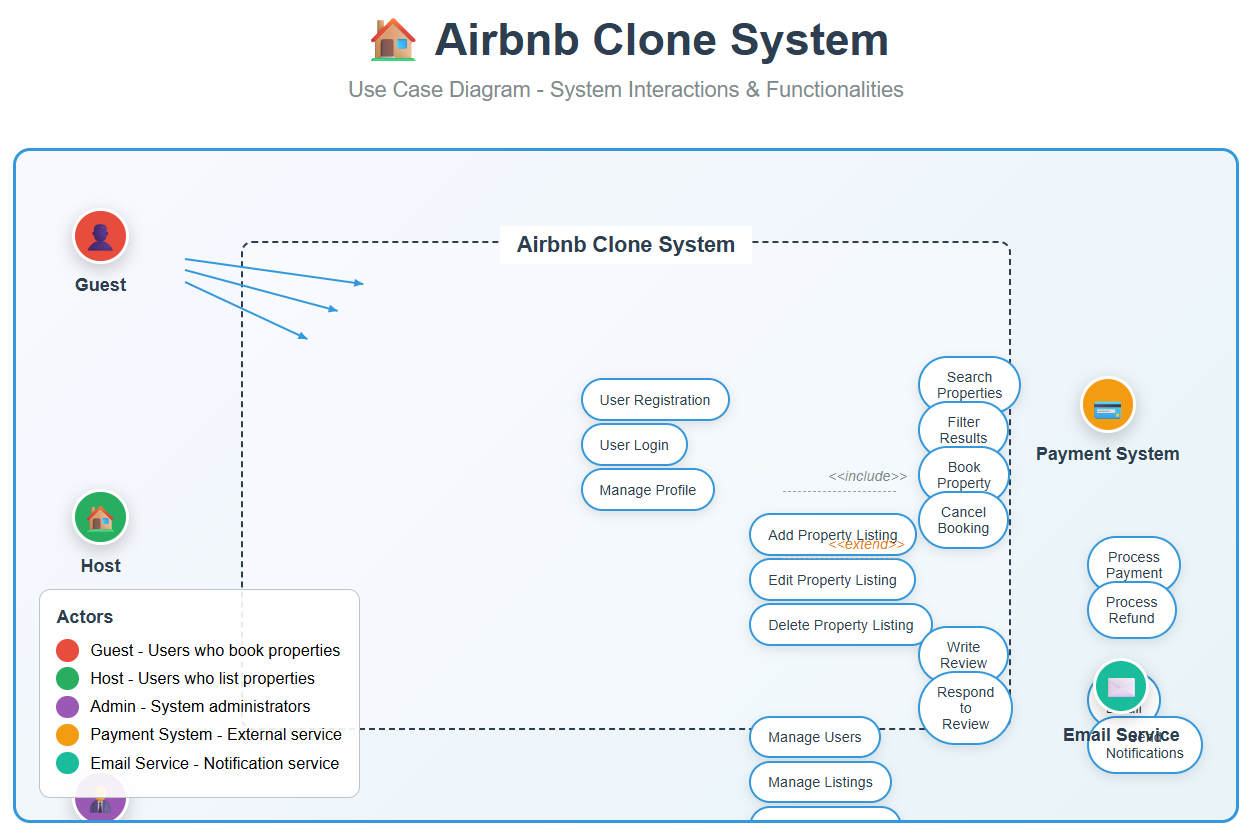 Airbnb Clone System
Use Case Diagram - System Interactions & Functionalities
Airbnb Clone System
Guest
Search
Properties
User Registration
Filter
Results
User Login
Payment System
Book
Property
<<include>>
Manage Profile
Cancel
Booking
Add Property Listing
<<extend>>
Host
Process
Payment
Edit Property Listing
Process
Refund
Delete Property Listing
Write
Review
Respond
to
Review
Actors
Guest - Users who book properties
Host - Users who list properties
Admin - System administrators
Payment System - External service
Email Service - Notification service
Email Service
Notifications
Manage Users
Manage Listings